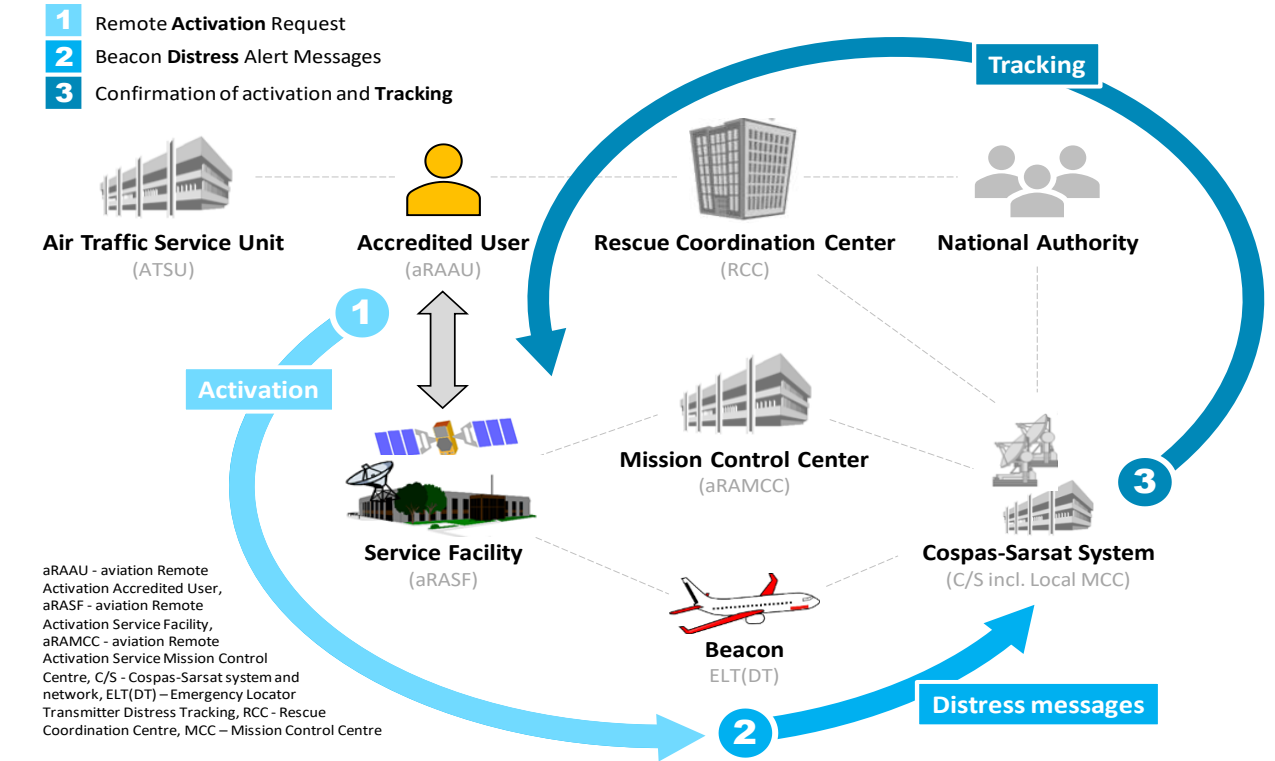 1 Remote Activation Request
2 Beacon Distress Alert Messages
3 Confirmation of activation and Tracking
Tracking
Air Traffic Service Unit
(ATSU)
Accredited User
(aRAAU)
Rescue Coordination Center
(RCC)
National Authority
1
Activation
Mission Control Center
(aRAMCC)
3
Service Facility
(aRASF)
Cospas-Sarsat System
(C/S incl. Local MCC)
Beacon
ELT(DT)
Distress messages
2
aRAAU - aviation Remote
Activation Accredited User,
aRASF - aviation Remote
Activation Service Facility,
aRAMCC - aviation Remote
Activation Service Mission Control
Centre, C/S - Cospas-Sarsat system and
network, ELT(DT) – Emergency Locator
Transmitter Distress Tracking, RCC - Rescue
Coordination Centre, MCC – Mission Control Centre